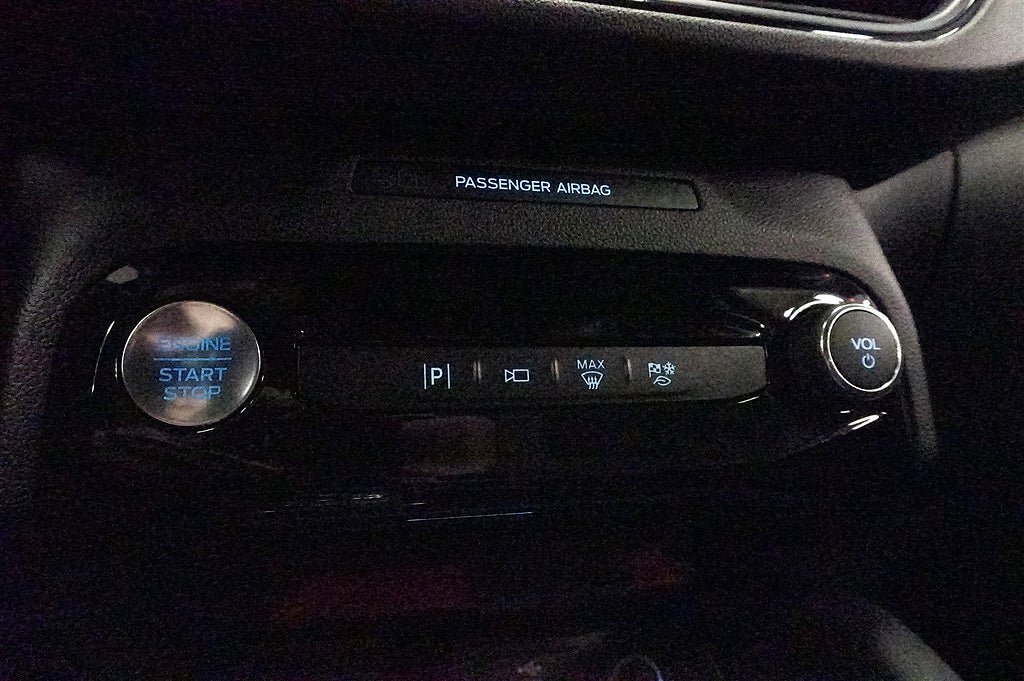 PASSENGER AIRBAG
ENGINE
START
STOP
|P|
MAX
VOL